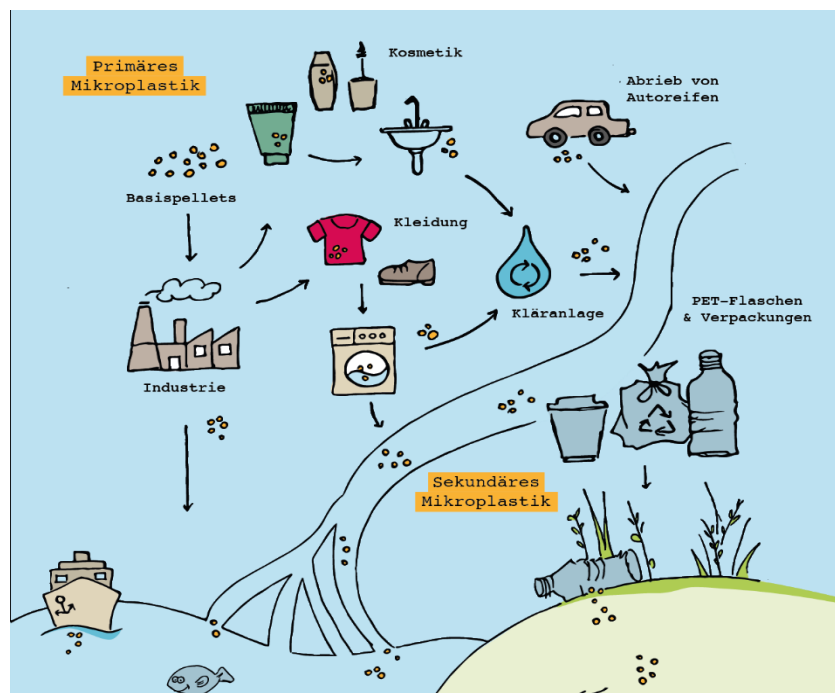 Primäres
Mikroplastik
Kosmetik
Abrieb von
Autoreifen
Basispellets
Kleidung
Kläranlage
PET-Flaschen
& Verpackungen
Industrie
Sekundäres
Mikroplastik